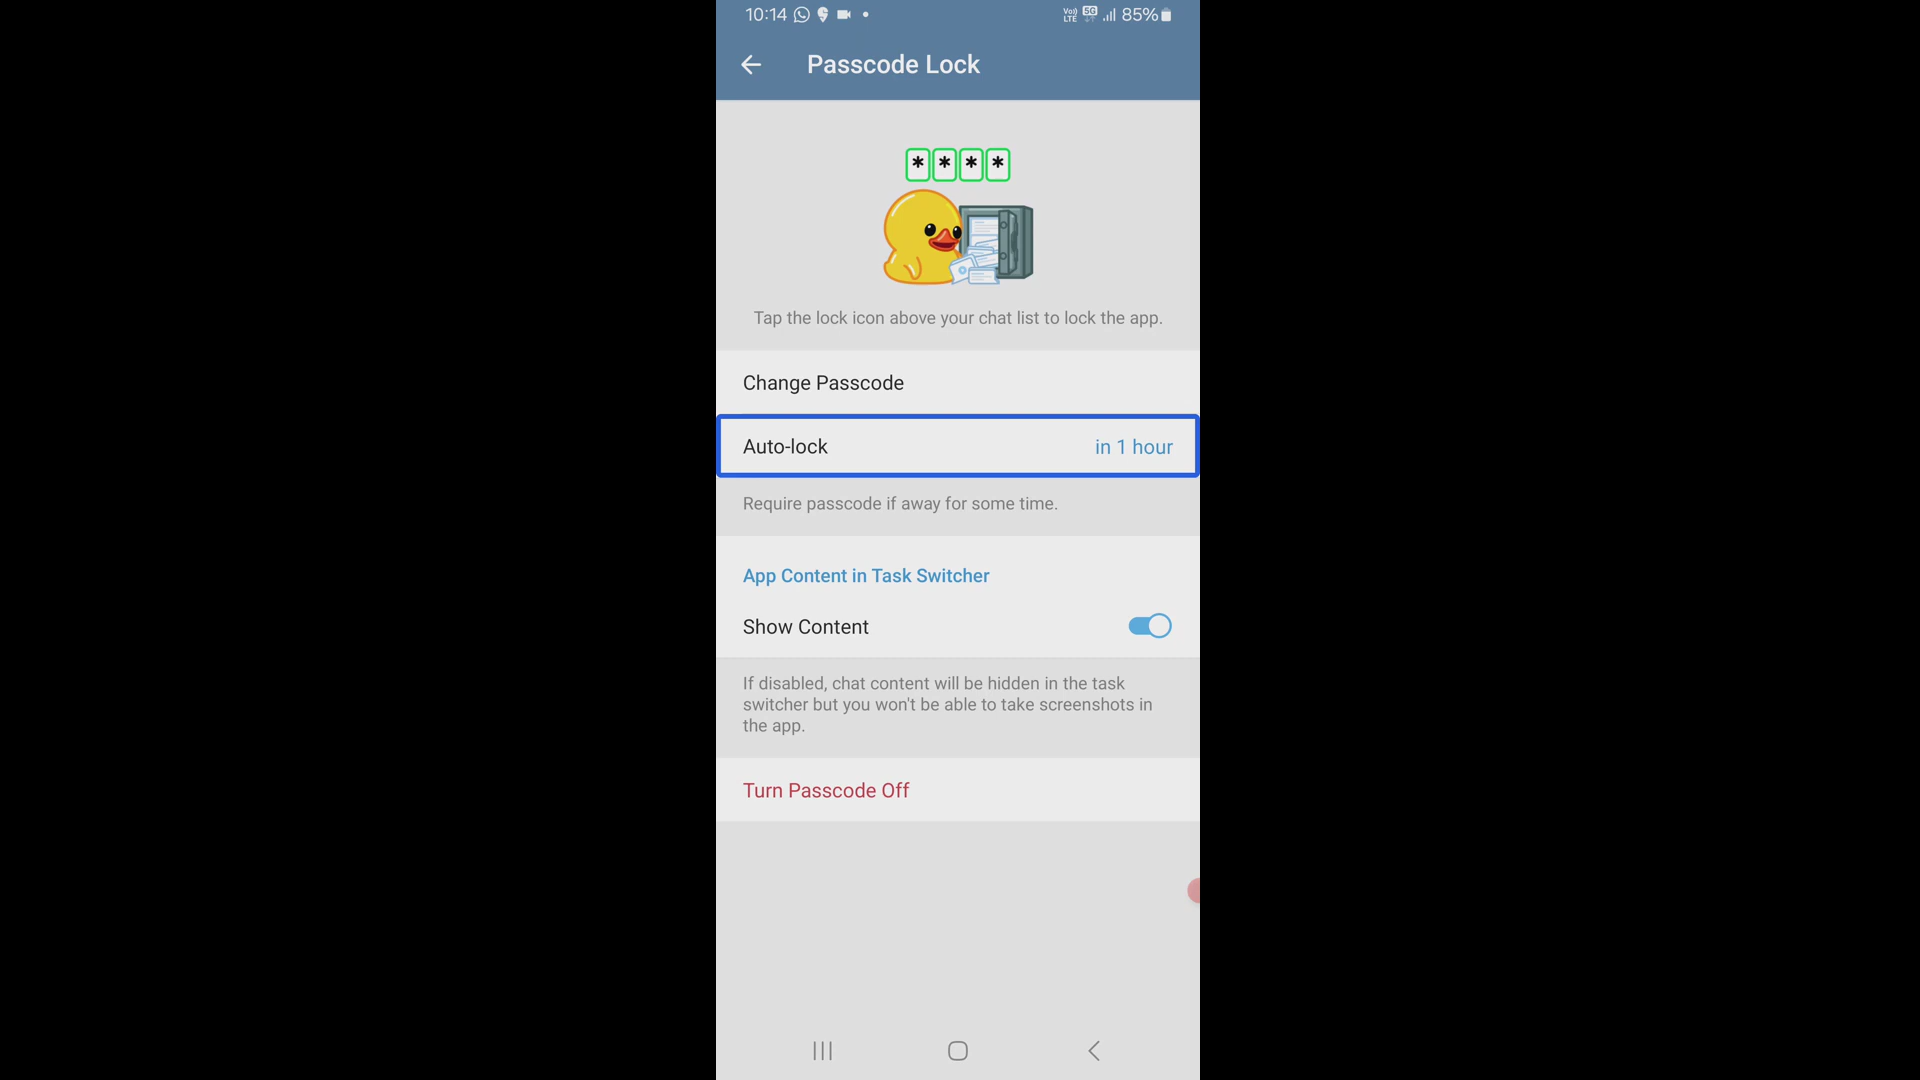 10:14 Vo)) LTE 5G 85%
Passcode Lock
* * * *
Tap the lock icon above your chat list to lock the app.
Change Passcode
Auto-lock in 1 hour
Require passcode if away for some time.
App Content in Task Switcher
Show Content
If disabled, chat content will be hidden in the task
switcher but you won't be able to take screenshots in
the app.
Turn Passcode Off